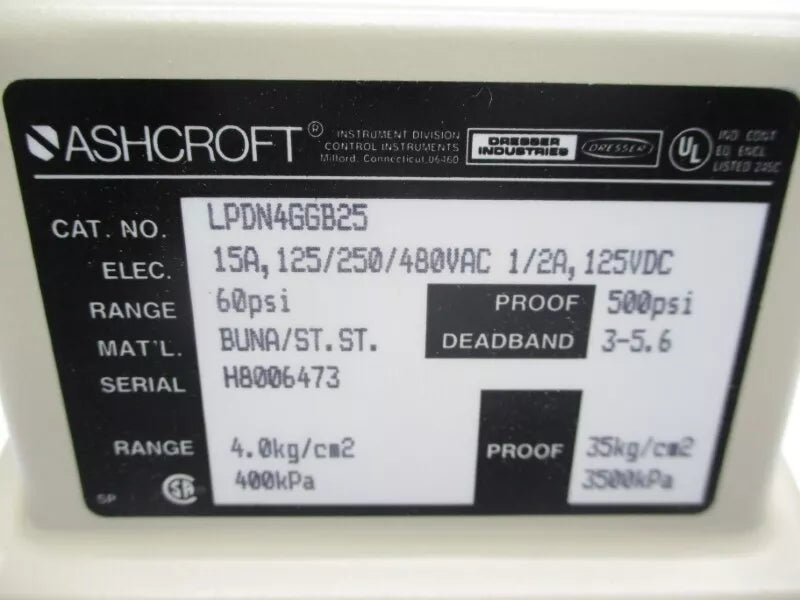 ASHCROFT®
INSTRUMENT DIVISION
CONTROL INSTRUMENTS
Milford, Connecticut 06460
DRESSER
INDUSTRIES
DRESSER
UL
IND CONT
EQ ENCL
LISTED 245C
CAT. NO. LPDN4GGB25
ELEC. 15A,125/250/480VAC 1/2A,125VDC
RANGE 60psi PROOF 500psi
MAT'L. BUNA/ST.ST. DEADBAND 3-5.6
SERIAL H8006473
RANGE 4.0kg/cm2 PROOF 35kg/cm2
400kPa 3500kPa
SP SA